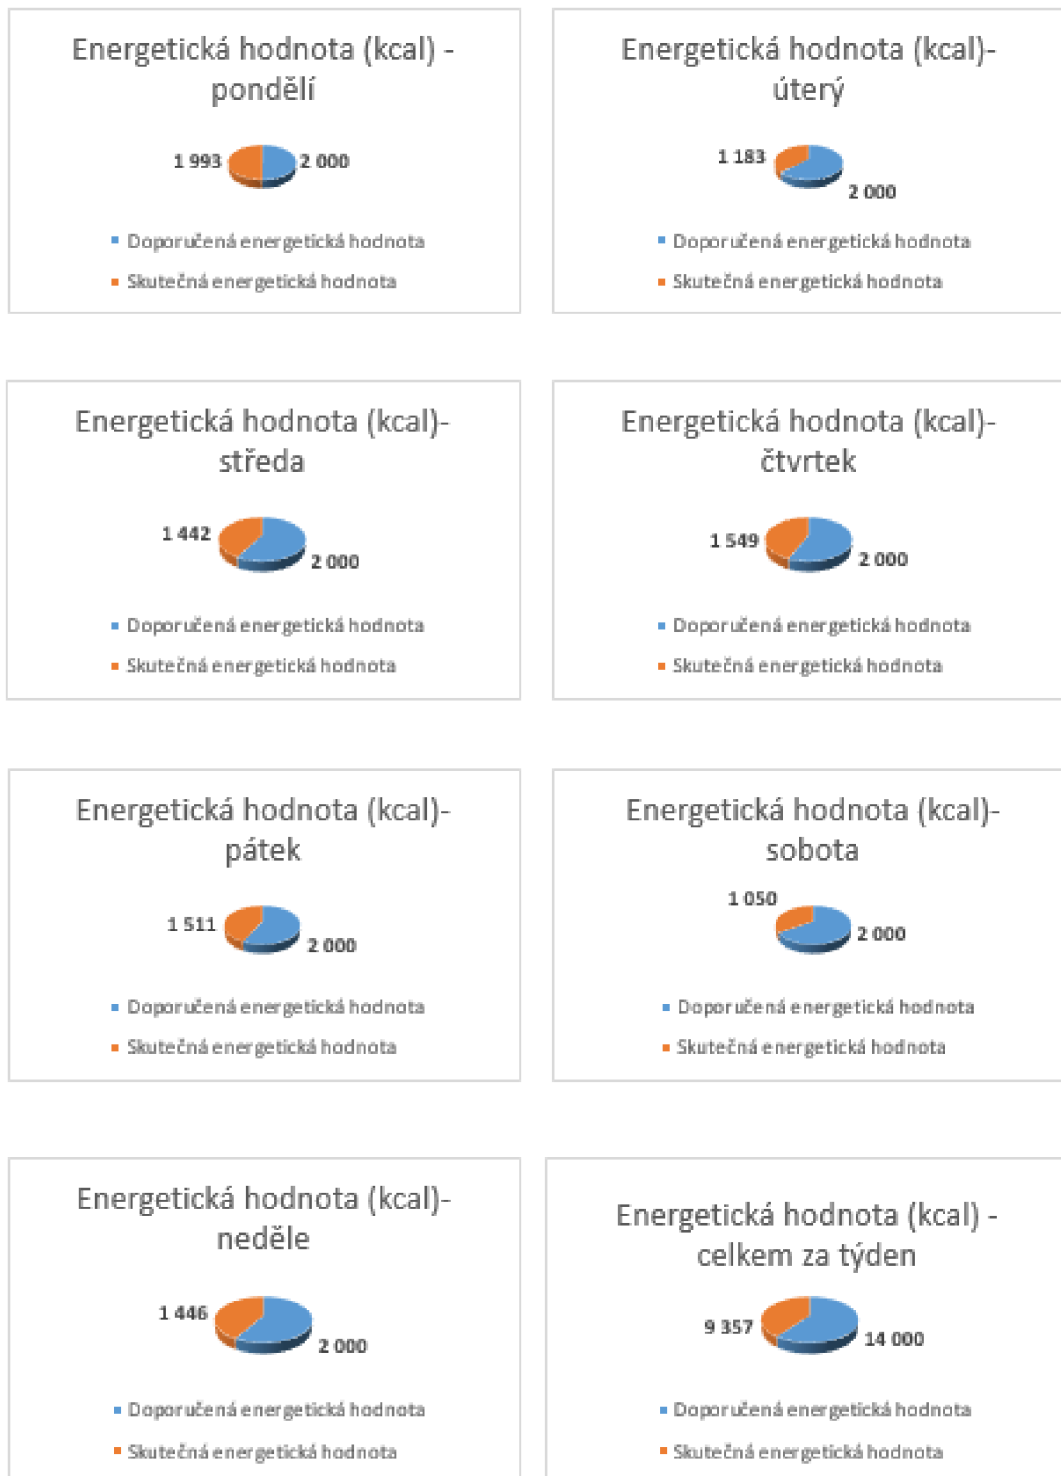 Energetická hodnota (kcal) -
pondělí
1 993
2 000
Doporučená energetická hodnota
Skutečná energetická hodnota
Energetická hodnota (kcal)-
úterý
1 183
2 000
Doporučená energetická hodnota
Skutečná energetická hodnota
Energetická hodnota (kcal)-
středa
1 442
2 000
Doporučená energetická hodnota
Skutečná energetická hodnota
Energetická hodnota (kcal)-
čtvrtek
1 549
2 000
Doporučená energetická hodnota
Skutečná energetická hodnota
Energetická hodnota (kcal)-
pátek
1 511
2 000
Doporučená energetická hodnota
Skutečná energetická hodnota
Energetická hodnota (kcal)-
sobota
1 050
2 000
Doporučená energetická hodnota
Skutečná energetická hodnota
Energetická hodnota (kcal)-
neděle
1 446
2 000
Doporučená energetická hodnota
Skutečná energetická hodnota
Energetická hodnota (kcal) -
celkem za týden
9 357
14 000
Doporučená energetická hodnota
Skutečná energetická hodnota